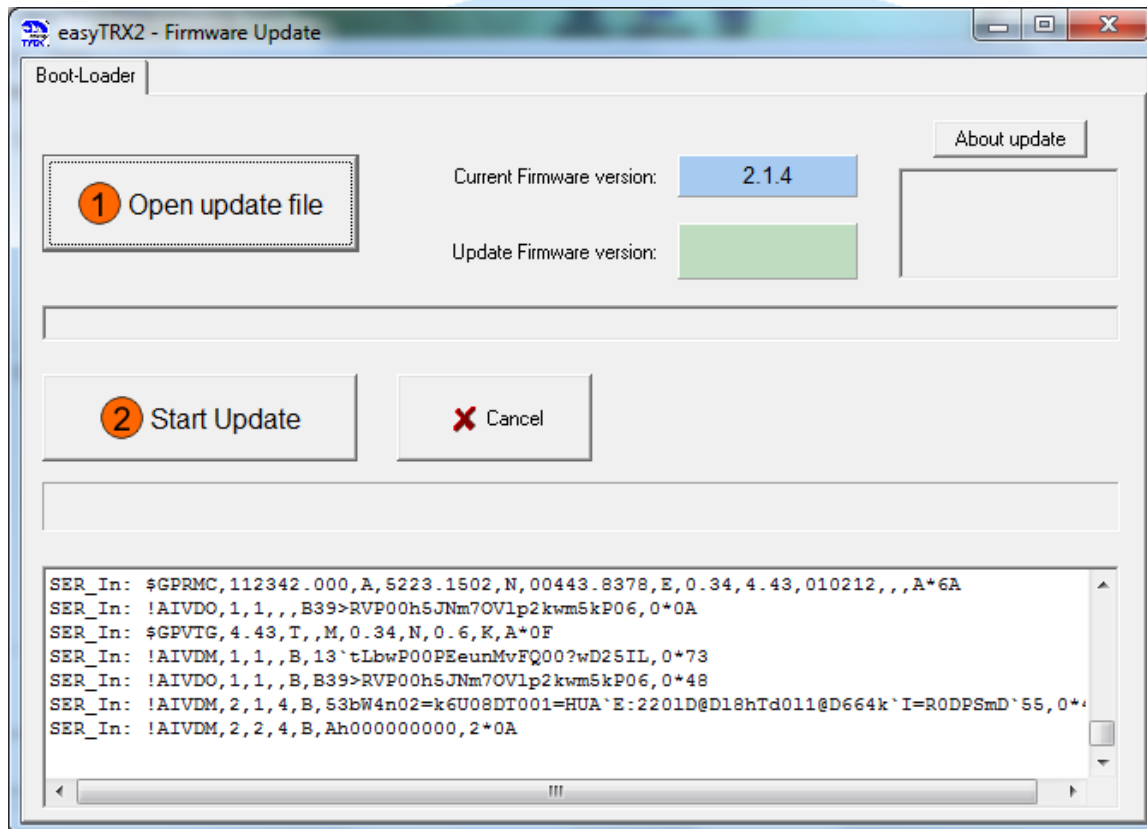 easyTRX2 - Firmware Update
Boot-Loader
About update
1 Open update file
Current Firmware version: 2.1.4
Update Firmware version:
2 Start Update
Cancel
SER_In: $GPRMC,112342.000,A,5223.1502,N,00443.8378,E,0.34,4.43,010212,,,A*6A
SER_In: !AIVDO,1,1,,,B39>RVP00h5JNm7OVlp2kwm5kP06,0*0A
SER_In: $GPVTG,4.43,T,,M,0.34,N,0.6,K,A*0F
SER_In: !AIVDM,1,1,,B,13`tLbwP00PEeunMvFQ00?wD25IL,0*73
SER_In: !AIVDO,1,1,,B,B39>RVP00h5JNm7OVlp2kwm5kP06,0*48
SER_In: !AIVDM,2,1,4,B,53bW4n02=k6U08DT001=HUA`E:220lD@Dl8hTd0l1@D664k`I=R0DPSmD`55,0*
SER_In: !AIVDM,2,2,4,B,Ah000000000,2*0A